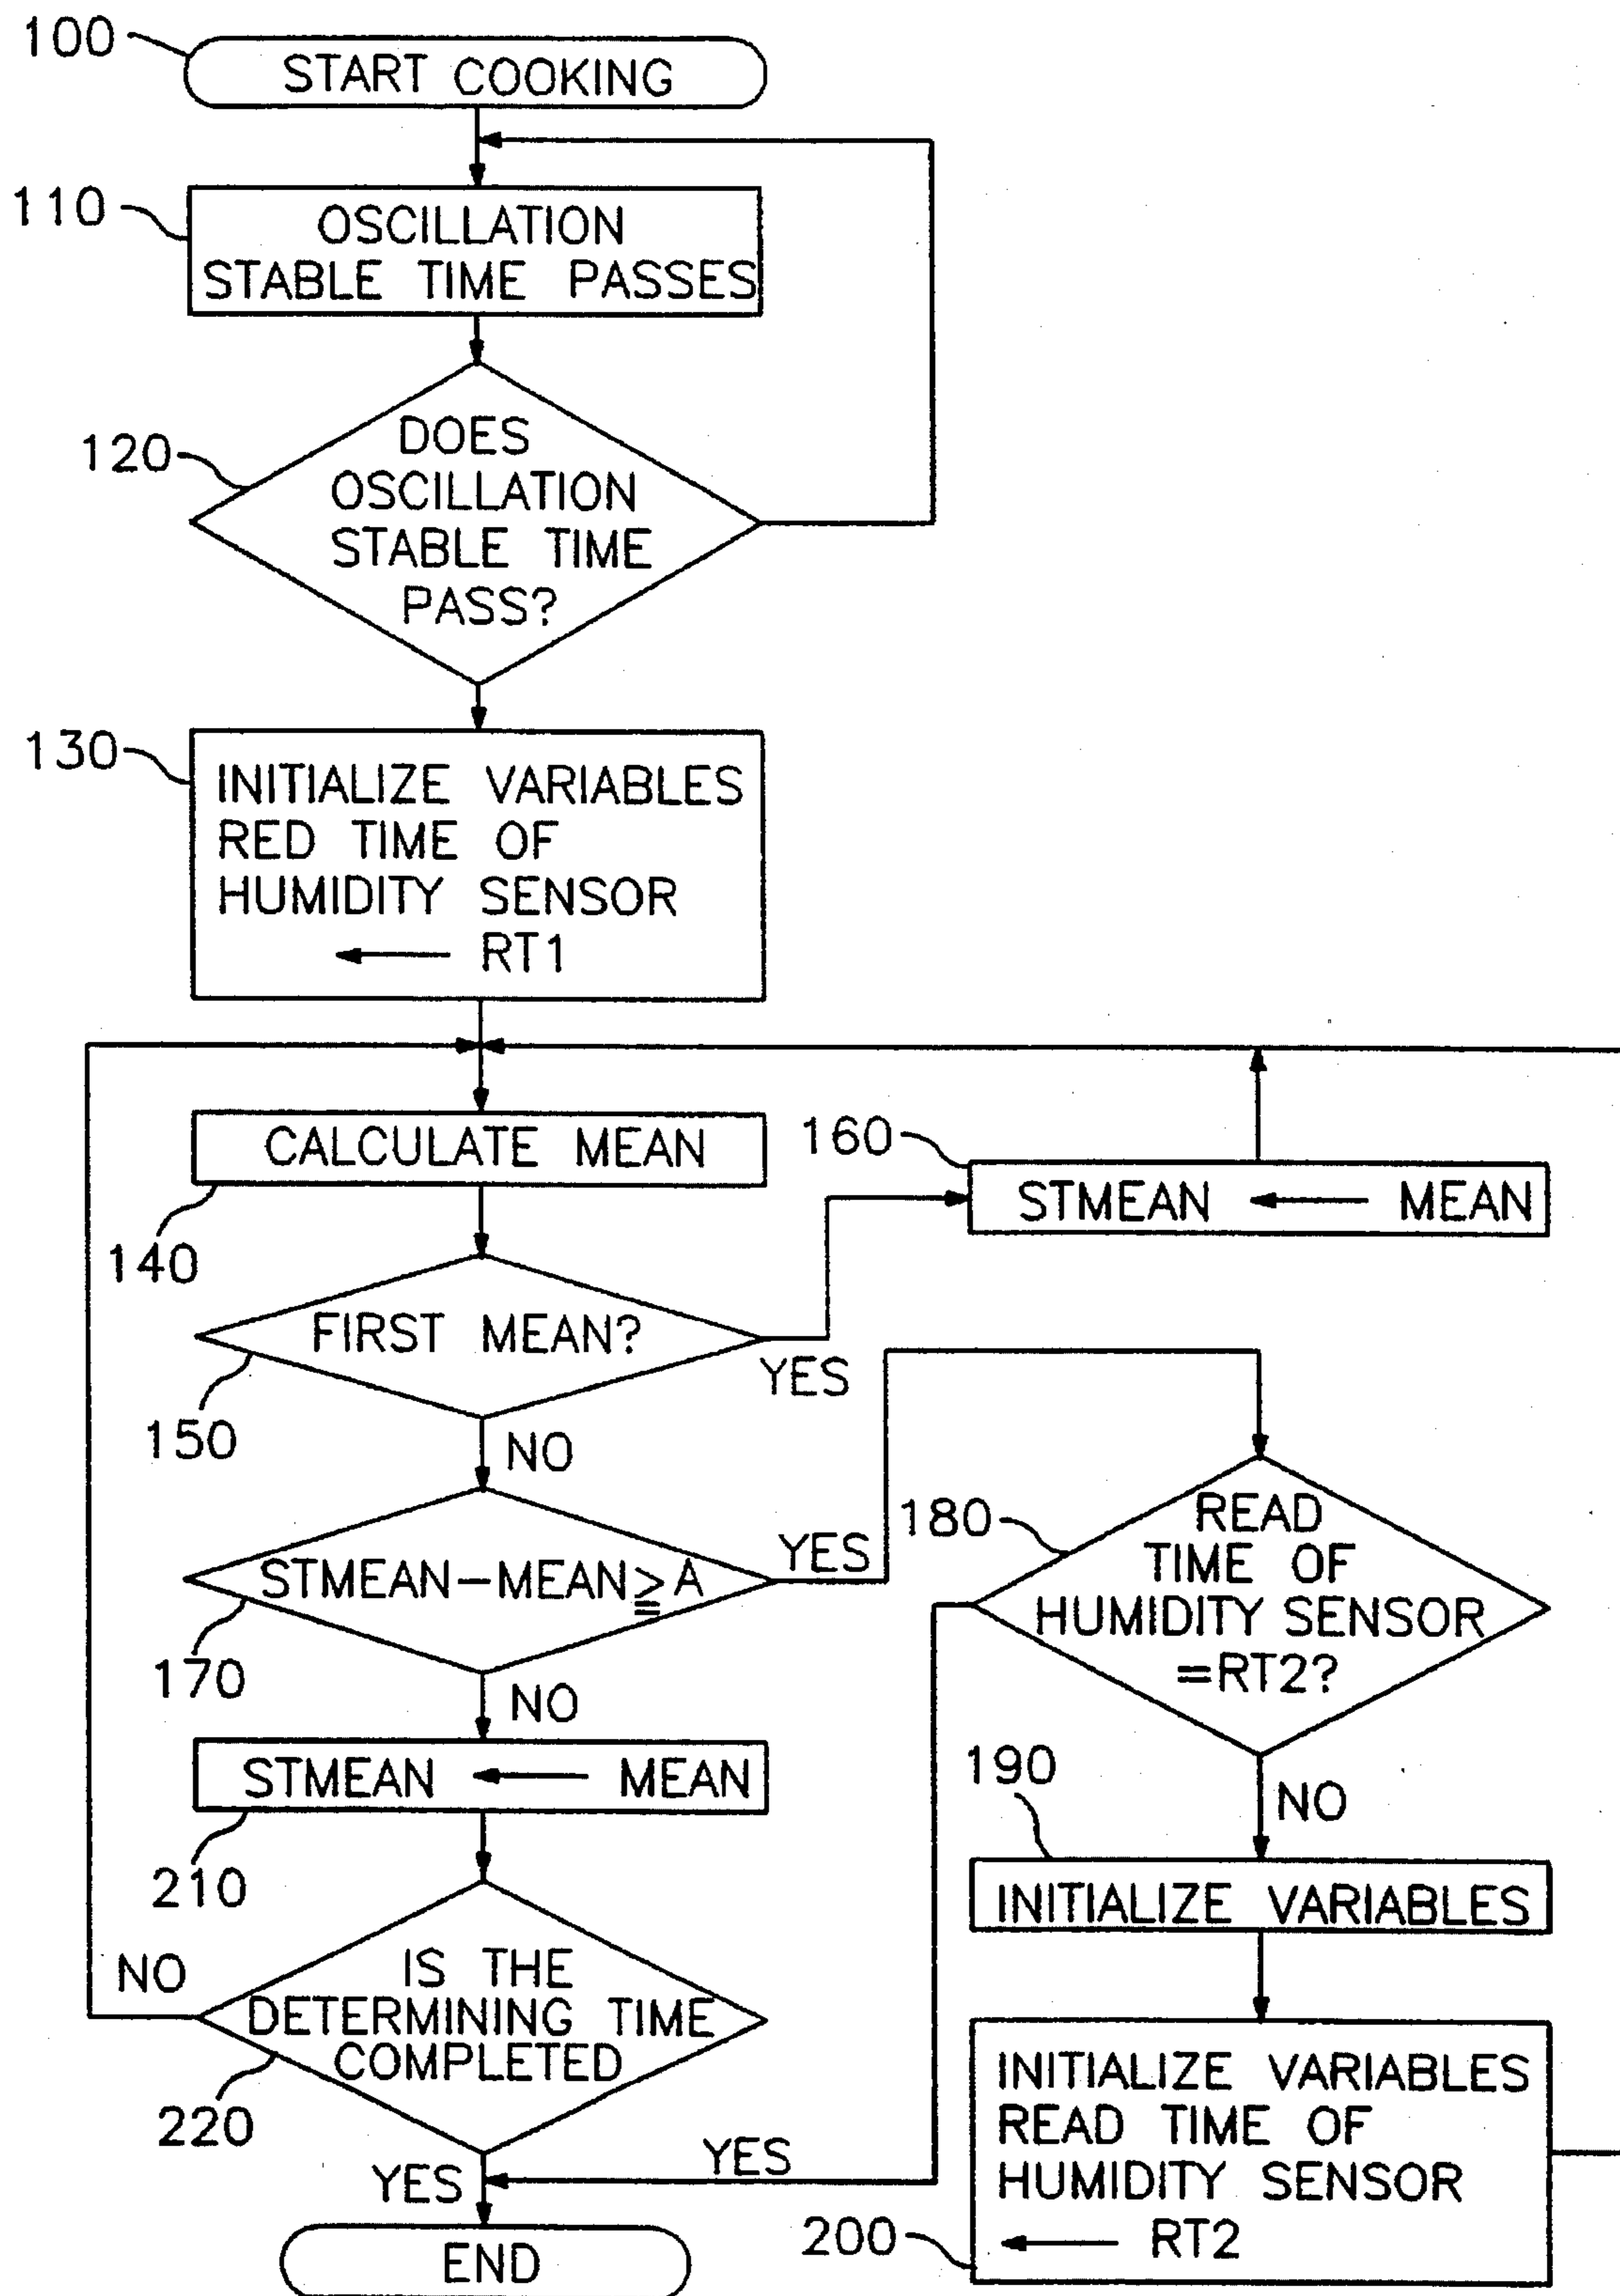 100
START COOKING
110
OSCILLATION
STABLE TIME PASSES
120
DOES
OSCILLATION
STABLE TIME
PASS?
130
INITIALIZE VARIABLES
RED TIME OF
HUMIDITY SENSOR
← RT1
CALCULATE MEAN
140
160
STMEAN ← MEAN
FIRST MEAN?
150
YES
NO
STMEAN-MEAN≧A
170
YES
NO
180
READ
TIME OF
HUMIDITY SENSOR
=RT2?
NO
YES
190
INITIALIZE VARIABLES
200
INITIALIZE VARIABLES
READ TIME OF
HUMIDITY SENSOR
← RT2
STMEAN ← MEAN
210
IS THE
DETERMINING TIME
COMPLETED
220
NO
YES
END